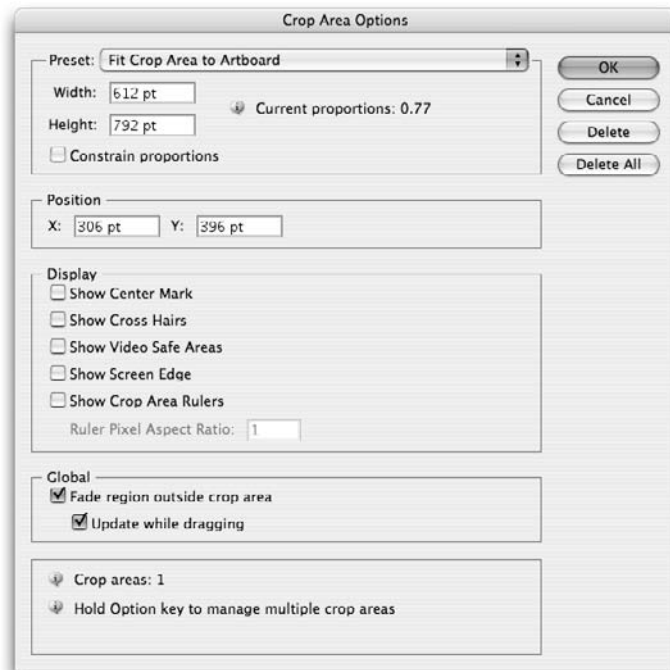 Crop Area Options
Preset: Fit Crop Area to Artboard
OK
Width: 612 pt
Current proportions: 0.77
Cancel
Height: 792 pt
Delete
Constrain proportions
Delete All
Position
X: 306 pt Y: 396 pt
Display
Show Center Mark
Show Cross Hairs
Show Video Safe Areas
Show Screen Edge
Show Crop Area Rulers
Ruler Pixel Aspect Ratio: 1
Global
Fade region outside crop area
Update while dragging
Crop areas: 1
Hold Option key to manage multiple crop areas